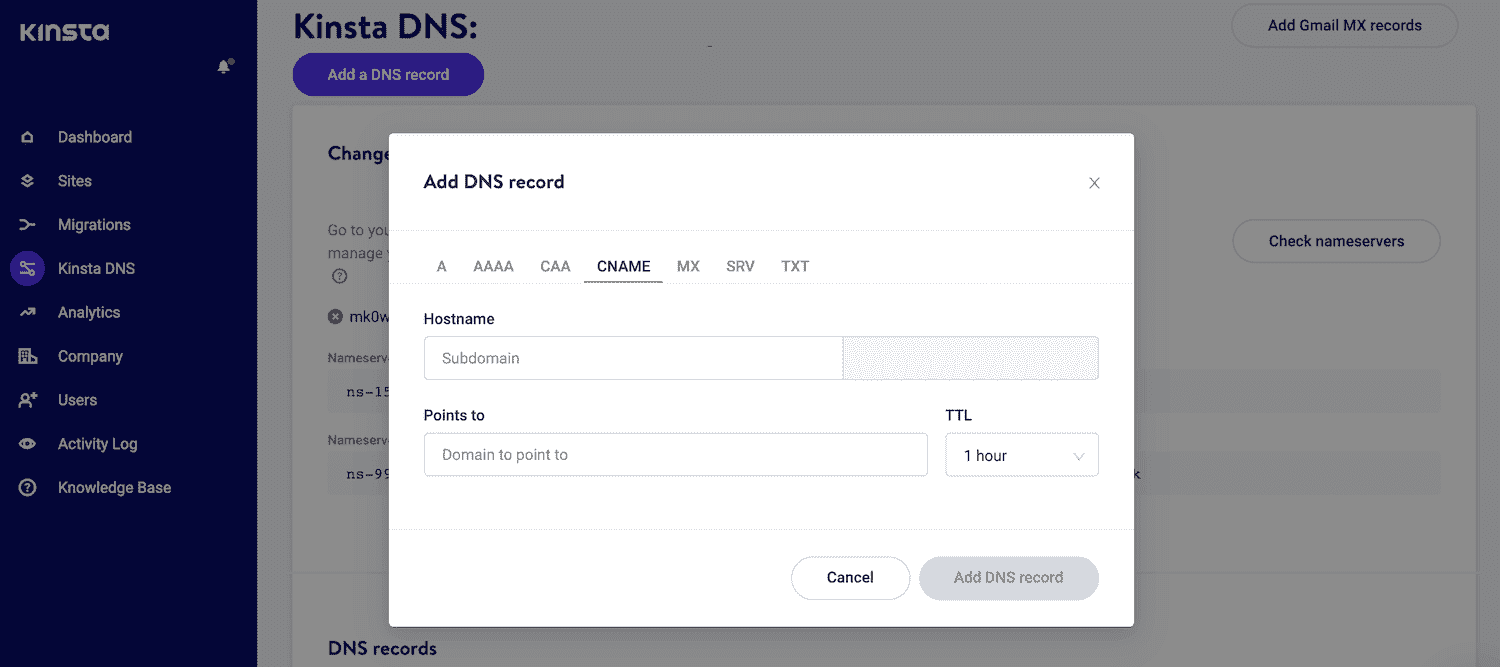 Kinsta
Dashboard
Sites
Migrations
Kinsta DNS
Analytics
Company
Users
Activity Log
Knowledge Base
Kinsta DNS:
Add Gmail MX records
Add a DNS record
Change
Go to
manage
Check nameservers
mk0w
ns-15
ns-99
k
Add DNS record
A AAAA CAA CNAME MX SRV TXT
Hostname
Subdomain
Points to TTL
Domain to point to 1 hour
Cancel Add DNS record
DNS records